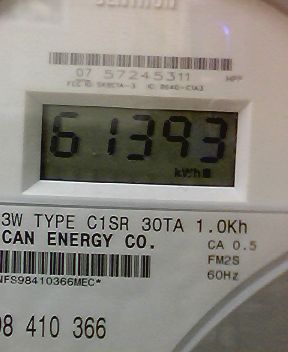 CENTRON
07 57245311
61393
kWh
3W TYPE C1SR 30TA 1.0Kh
CAN ENERGY CO.
CA 0.5
FM2S
60Hz
NFS98410366MEC*
98 410 366